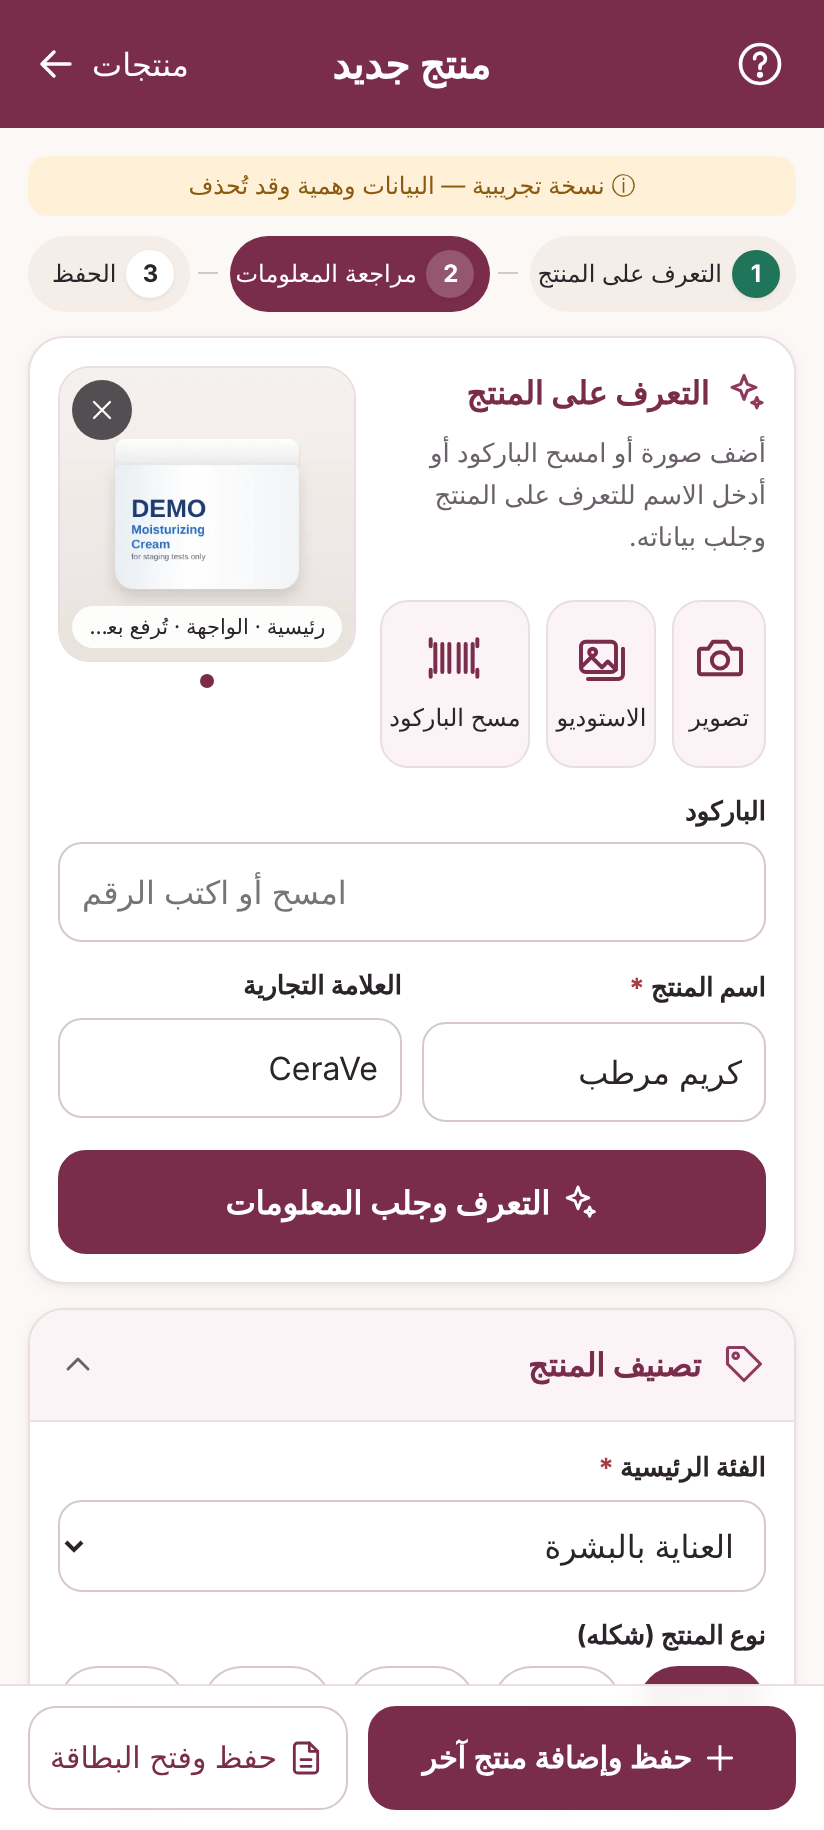 منتج جديد
منتجات
ⓘ نسخة تجريبية — البيانات وهمية وقد تُحذف
1 التعرف على المنتج
2 مراجعة المعلومات
3 الحفظ
التعرف على المنتج
أضف صورة أو امسح الباركود أو
أدخل الاسم للتعرف على المنتج
وجلب بياناته.
DEMO
Moisturizing
Cream
for staging tests only
رئيسية · الواجهة · تُرفع بعـ...
تصوير
الاستوديو
مسح الباركود
الباركود
امسح أو اكتب الرقم
اسم المنتج *
العلامة التجارية
كريم مرطب
CeraVe
التعرف وجلب المعلومات
تصنيف المنتج
الفئة الرئيسية *
العناية بالبشرة
نوع المنتج (شكله)
حفظ وإضافة منتج آخر
حفظ وفتح البطاقة